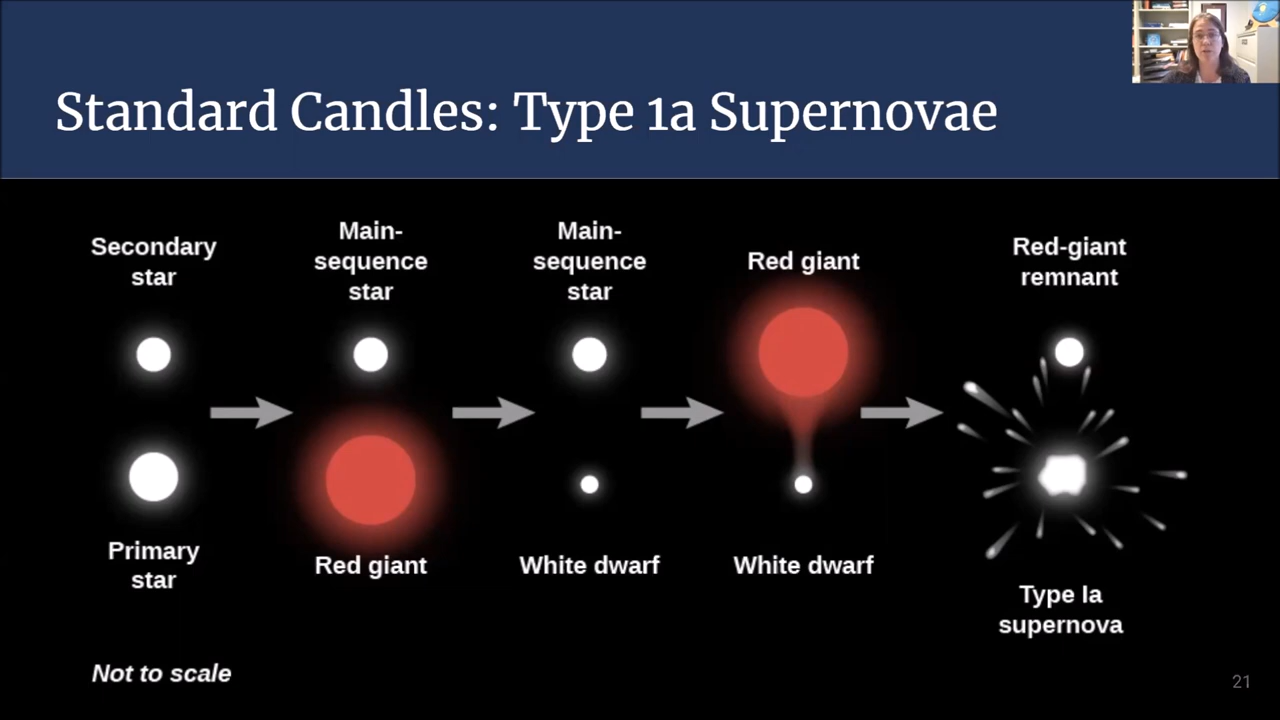 Standard Candles: Type 1a Supernovae
Secondary
star
Main-
sequence
star
Main-
sequence
star
Red giant
Red-giant
remnant
Primary
star
Red giant
White dwarf
White dwarf
Type Ia
supernova
Not to scale
21